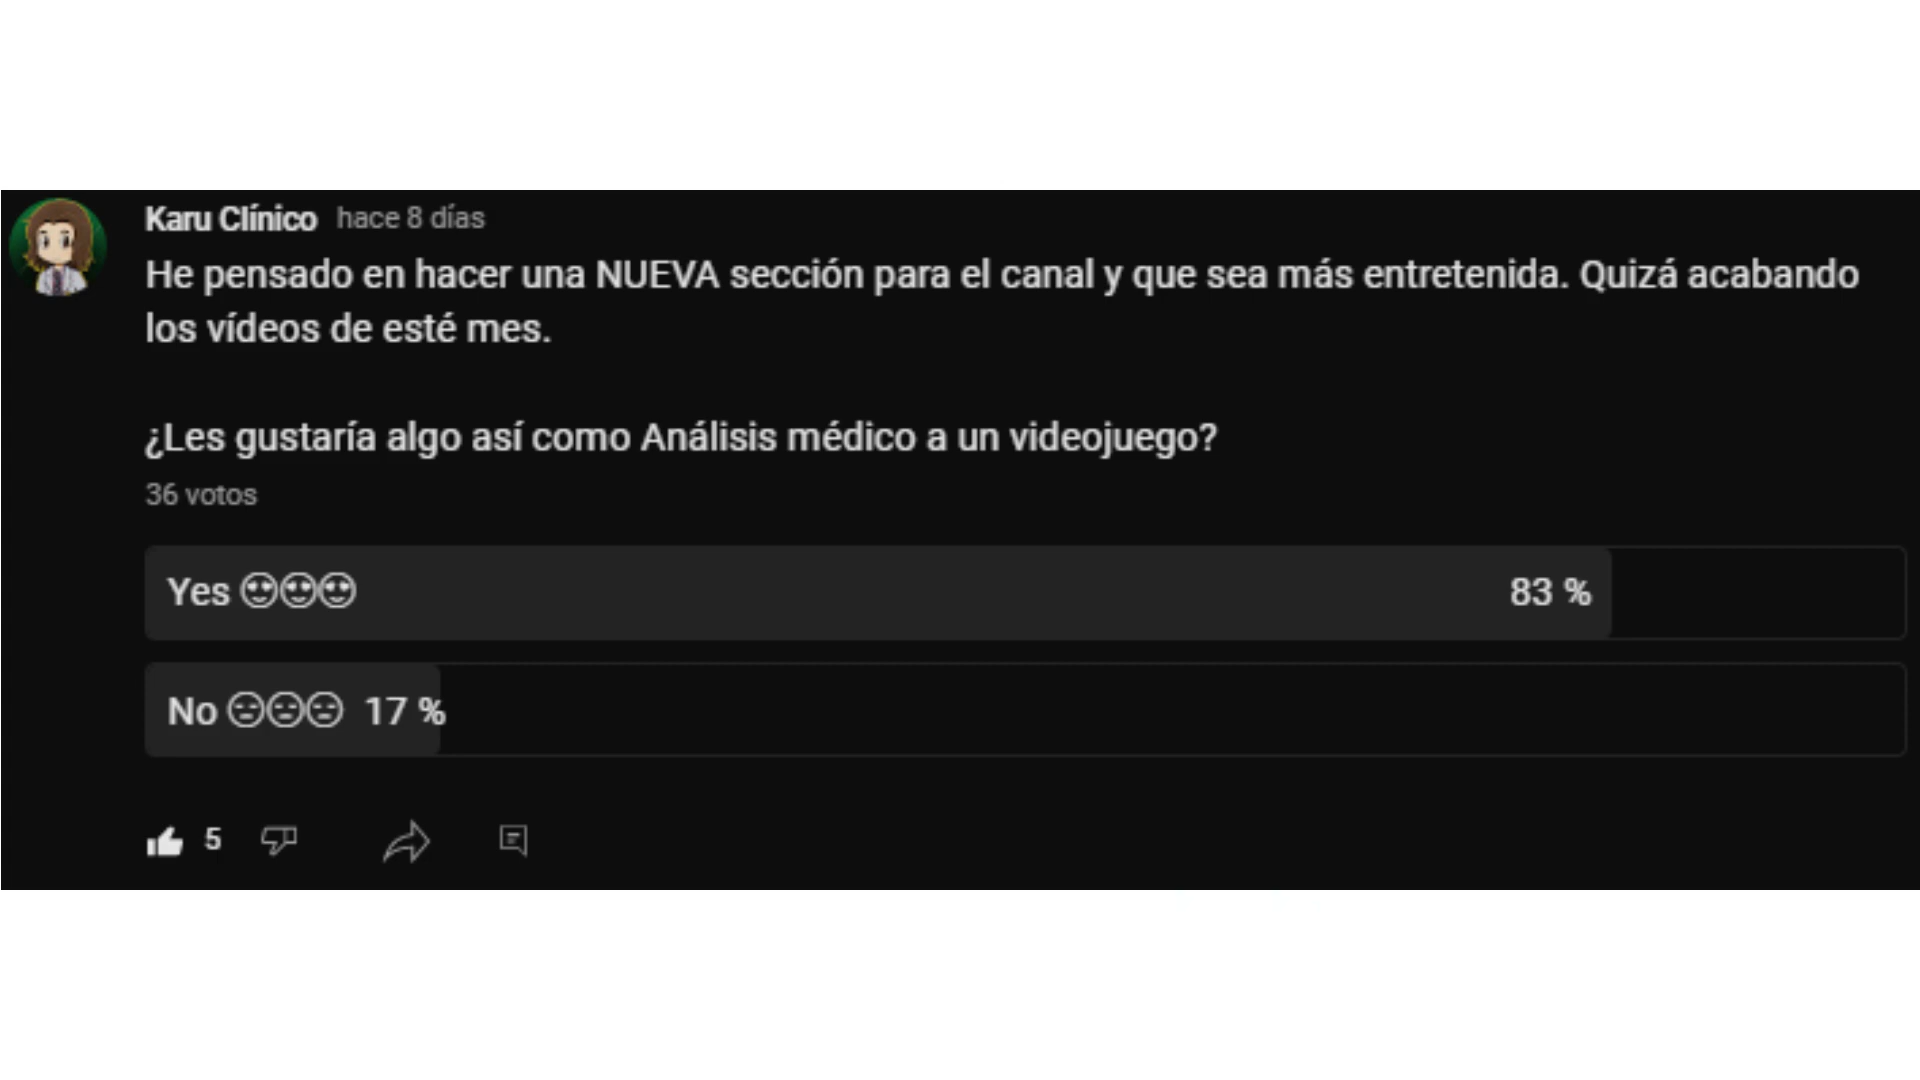 Karu Clínico hace 8 días
He pensado en hacer una NUEVA sección para el canal y que sea más entretenida. Quizá acabando
los vídeos de esté mes.
¿Les gustaría algo así como Análisis médico a un videojuego?
36 votos
Yes 😍😍😍 83 %
No 😑😑😑 17 %
5